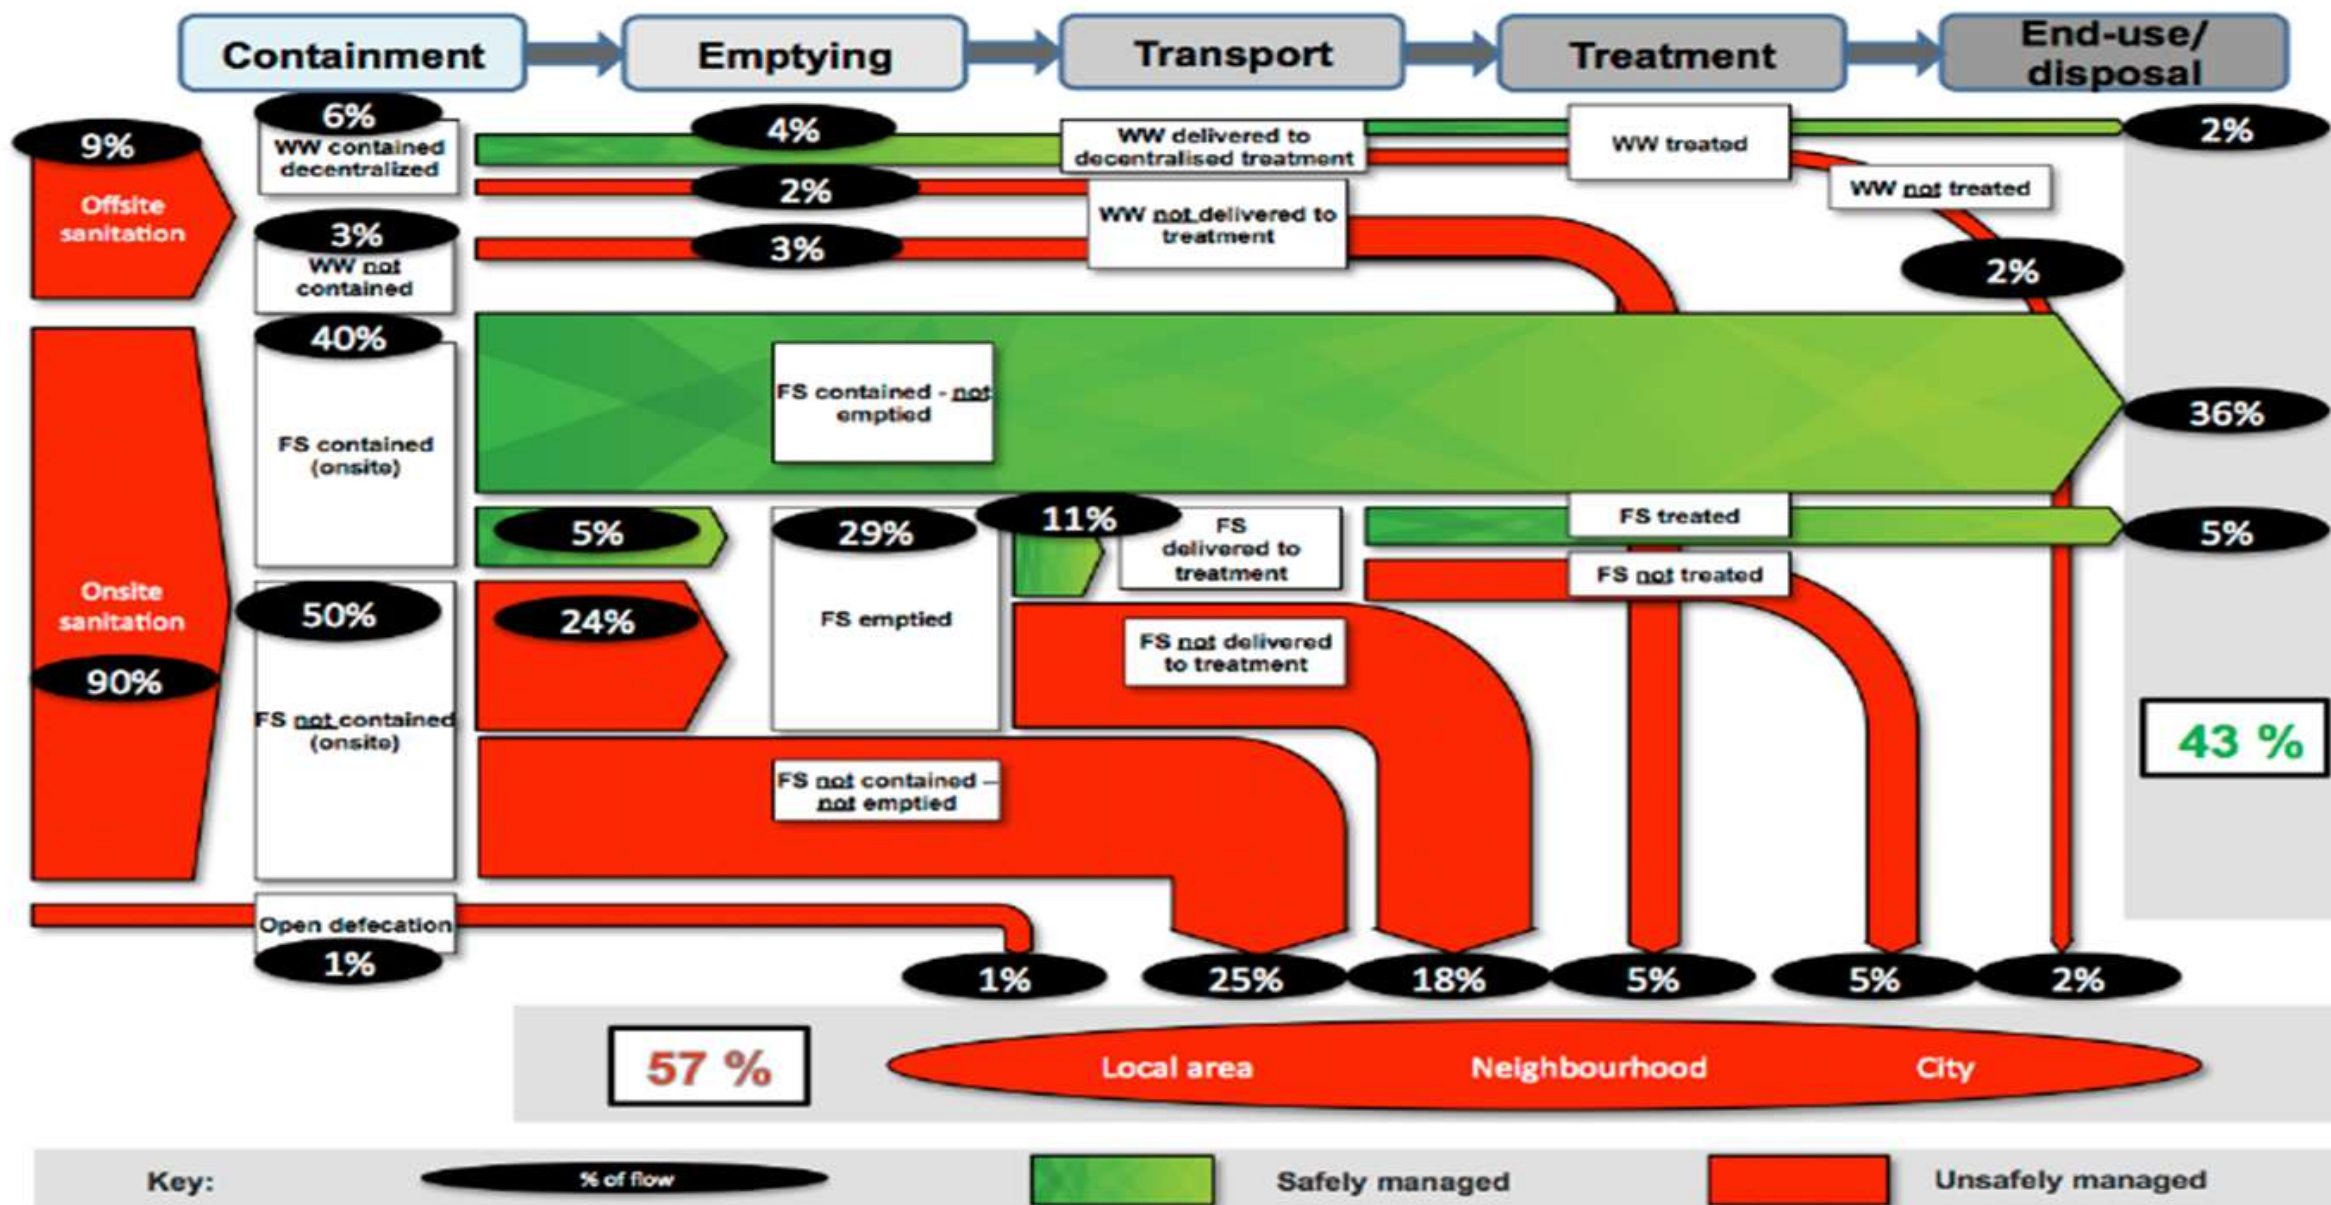 Containment
Emptying
Transport
Treatment
End-use/
disposal
9%
Offsite
sanitation
6%
WW contained
decentralized
4%
WW delivered to
decentralised treatment
WW treated
2%
2%
WW not delivered to
treatment
WW not treated
3%
WW not
contained
3%
2%
40%
FS contained
(onsite)
FS contained - not
emptied
36%
5%
29%
FS emptied
11%
FS
delivered to
treatment
FS treated
5%
FS not treated
Onsite
sanitation
90%
50%
FS not contained
(onsite)
24%
FS not delivered
to treatment
43 %
FS not contained –
not emptied
Open defecation
1%
1%
25%
18%
5%
5%
2%
57 %
Local area
Neighbourhood
City
Key:
% of flow
Safely managed
Unsafely managed